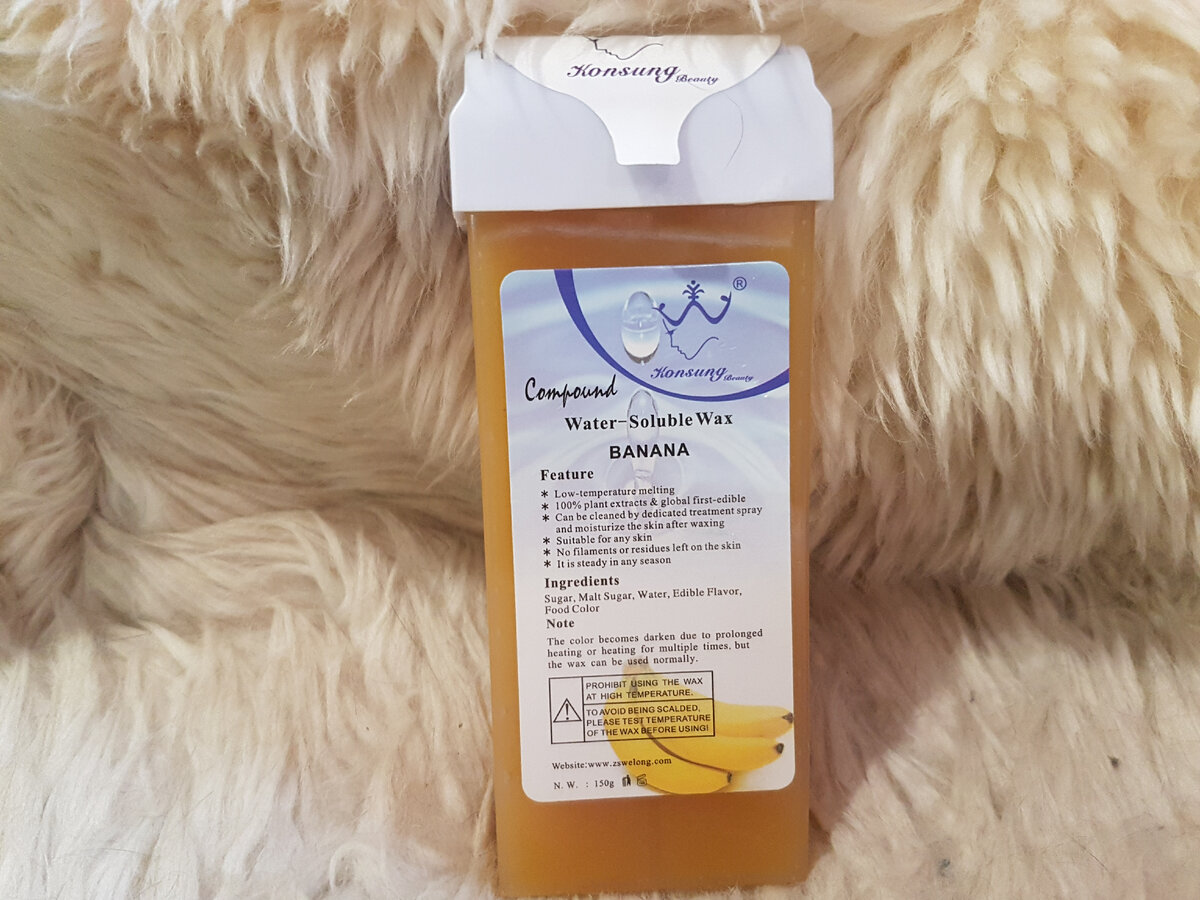 Konsung Beauty
®
Konsung Beauty
Compound
Water-Soluble Wax
BANANA
Feature
* Low-temperature melting
* 100% plant extracts & global first-edible
* Can be cleaned by dedicated treatment spray
and moisturize the skin after waxing
* Suitable for any skin
* No filaments or residues left on the skin
* It is steady in any season
Ingredients
Sugar, Malt Sugar, Water, Edible Flavor,
Food Color
Note
The color becomes darken due to prolonged
heating or heating for multiple times, but
the wax can be used normally.
PROHIBIT USING THE WAX
AT HIGH TEMPERATURE.
TO AVOID BEING SCALDED,
PLEASE TEST TEMPERATURE
OF THE WAX BEFORE USING!
Website:www.zswelong.com
N. W. : 150g